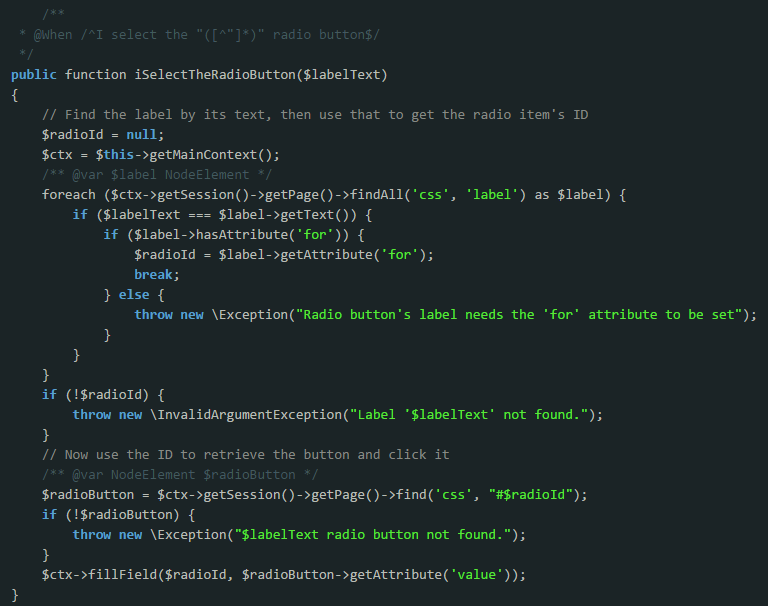 /**
 * @When /^I select the "([^"]*)" radio button$/
 */
public function iSelectTheRadioButton($labelText)
{
    // Find the label by its text, then use that to get the radio item's ID
    $radioId = null;
    $ctx = $this->getMainContext();
    /** @var $label NodeElement */
    foreach ($ctx->getSession()->getPage()->findAll('css', 'label') as $label) {
        if ($labelText === $label->getText()) {
            if ($label->hasAttribute('for')) {
                $radioId = $label->getAttribute('for');
                break;
            } else {
                throw new \Exception("Radio button's label needs the 'for' attribute to be set");
            }
        }
    }
    if (!$radioId) {
        throw new \InvalidArgumentException("Label '$labelText' not found.");
    }
    // Now use the ID to retrieve the button and click it
    /** @var NodeElement $radioButton */
    $radioButton = $ctx->getSession()->getPage()->find('css', "#$radioId");
    if (!$radioButton) {
        throw new \Exception("$labelText radio button not found.");
    }
    $ctx->fillField($radioId, $radioButton->getAttribute('value'));
}